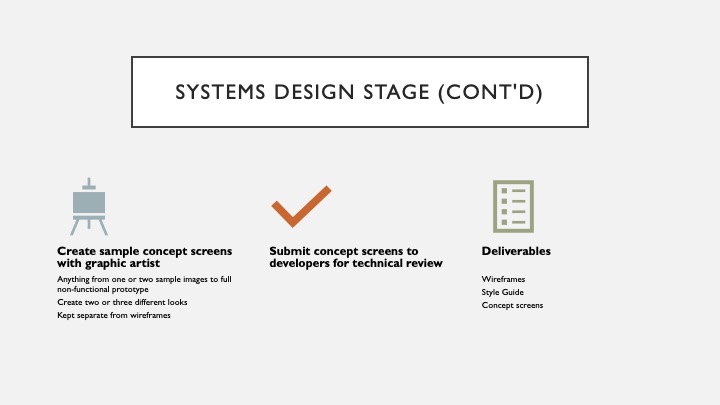 SYSTEMS DESIGN STAGE (CONT'D)
Create sample concept screens
with graphic artist
Anything from one or two sample images to full
non-functional prototype
Create two or three different looks
Kept separate from wireframes
Submit concept screens to
developers for technical review
Deliverables
Wireframes
Style Guide
Concept screens